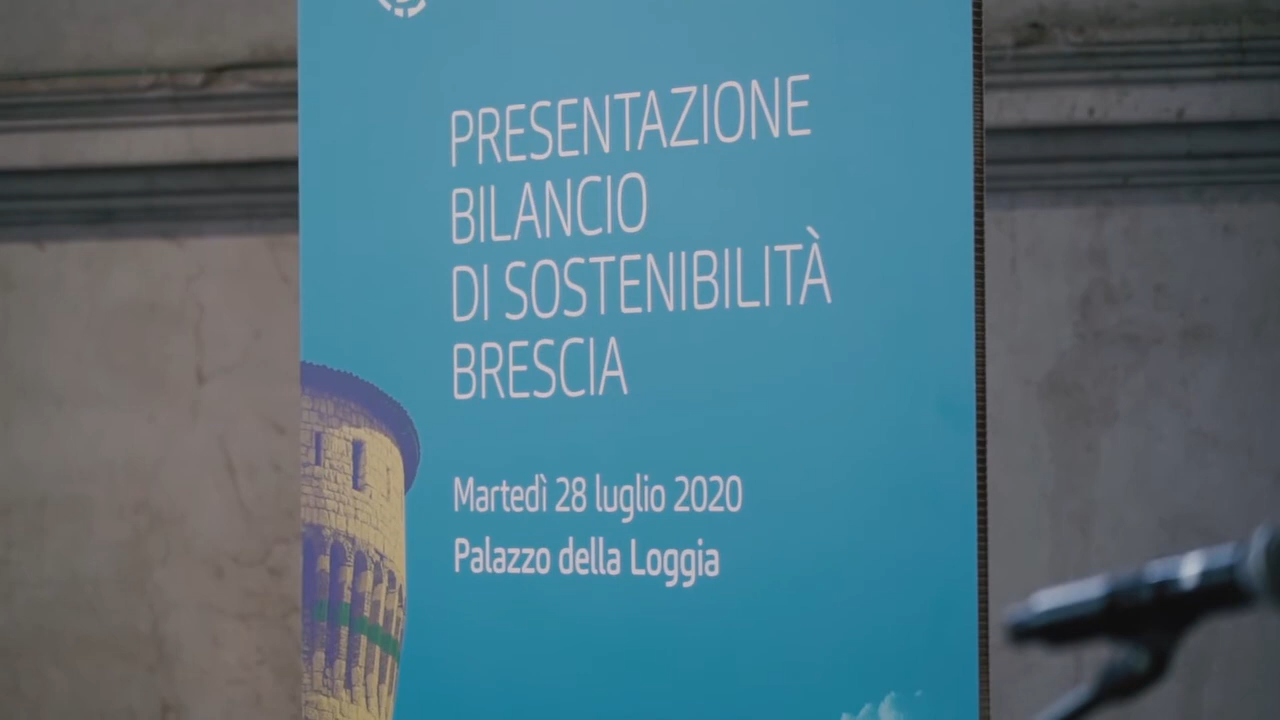 PRESENTAZIONE
BILANCIO
DI SOSTENIBILITÀ
BRESCIA
Martedì 28 luglio 2020
Palazzo della Loggia